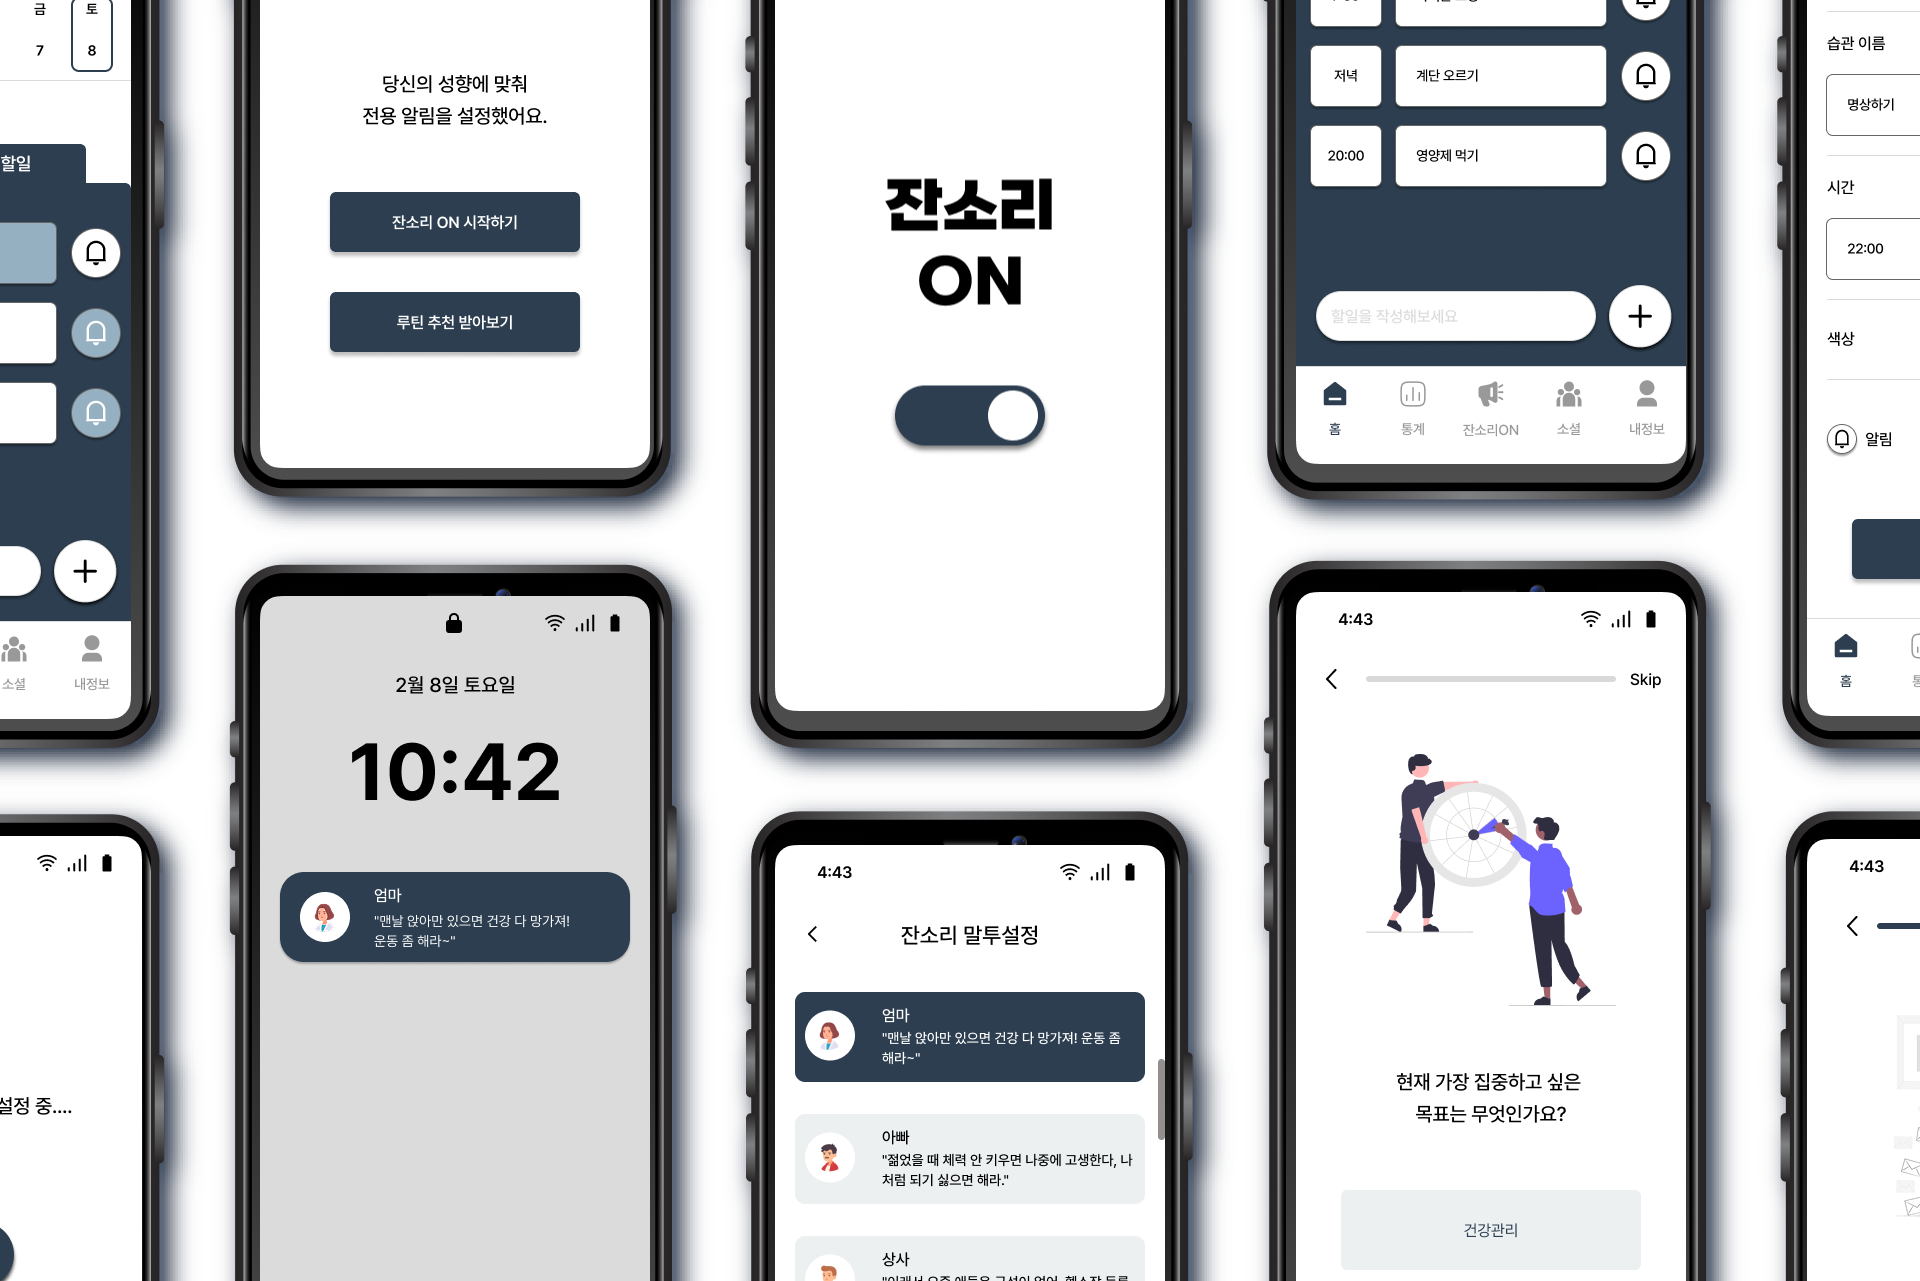 금
토
7
8
할일
소셜
내정보
설정 중....
당신의 성향에 맞춰
전용 알림을 설정했어요.
잔소리 ON 시작하기
루틴 추천 받아보기
2월 8일 토요일
10:42
엄마
"맨날 앉아만 있으면 건강 다 망가져!
운동 좀 해라~"
잔소리
ON
4:43
잔소리 말투설정
엄마
"맨날 앉아만 있으면 건강 다 망가져! 운동 좀
해라~"
아빠
"젊었을 때 체력 안 키우면 나중에 고생한다, 나
처럼 되기 싫으면 해라."
상사
저녁
계단 오르기
20:00
영양제 먹기
할일을 작성해보세요
홈
통계
잔소리ON
소셜
내정보
4:43
Skip
현재 가장 집중하고 싶은
목표는 무엇인가요?
건강관리
습관 이름
명상하기
시간
22:00
색상
알림
홈
4:43